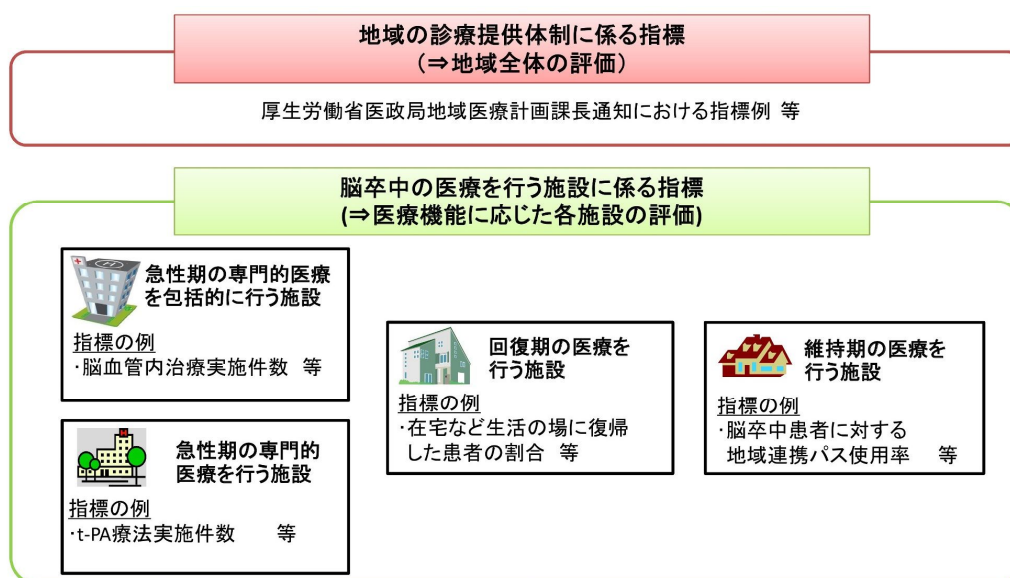 地域の診療提供体制に係る指標
(⇒地域全体の評価)
厚生労働省医政局地域医療計画課長通知における指標例 等
脳卒中の医療を行う施設に係る指標
(⇒医療機能に応じた各施設の評価)
急性期の専門的医療
を包括的に行う施設
指標の例
・脳血管内治療実施件数 等
急性期の専門的
医療を行う施設
指標の例
・t-PA療法実施件数 等
回復期の医療を
行う施設
指標の例
・在宅など生活の場に復帰
した患者の割合 等
維持期の医療を
行う施設
指標の例
・脳卒中患者に対する
地域連携パス使用率 等